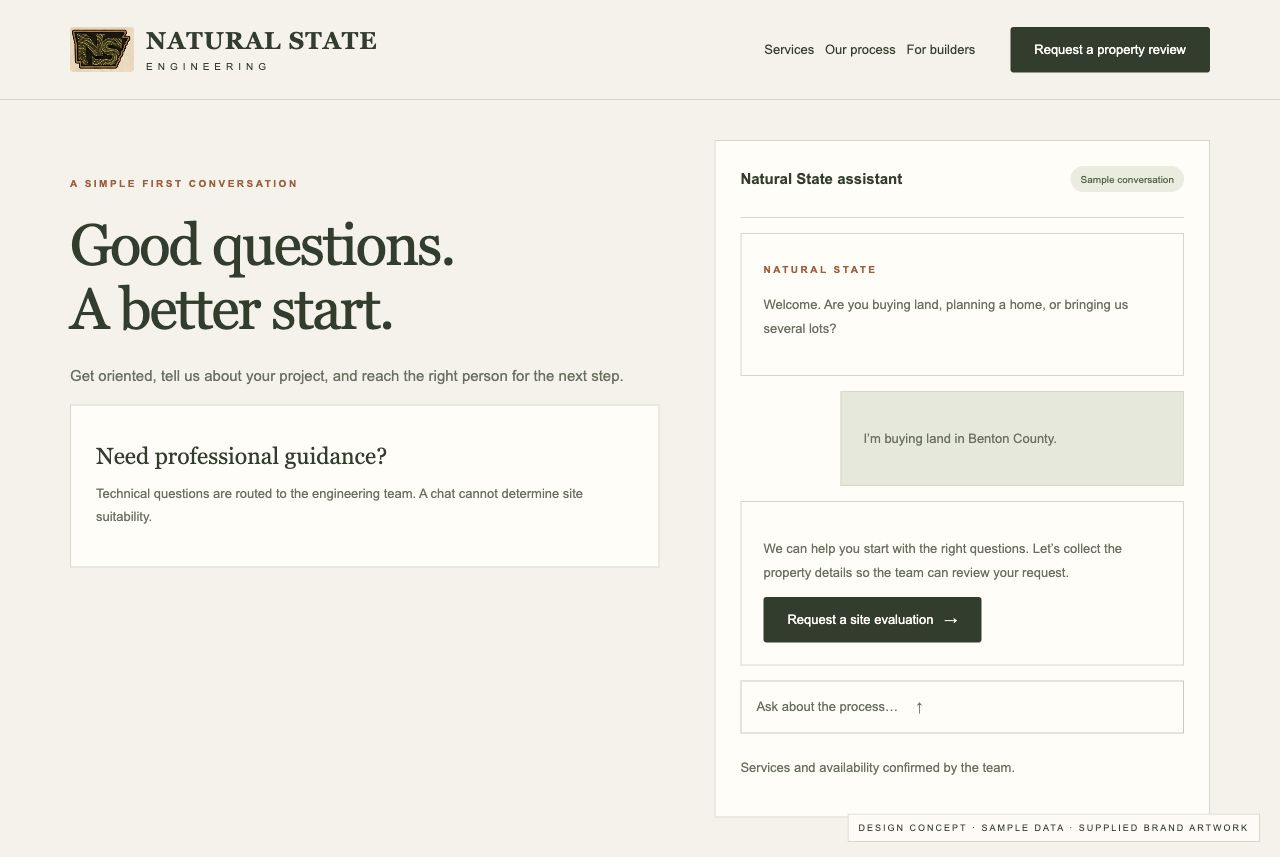 NS
NATURAL STATE
ENGINEERING
Services
Our process
For builders
Request a property review
A SIMPLE FIRST CONVERSATION
Good questions.
A better start.
Get oriented, tell us about your project, and reach the right person for the next step.
Need professional guidance?
Technical questions are routed to the engineering team. A chat cannot determine site
suitability.
Natural State assistant
Sample conversation
NATURAL STATE
Welcome. Are you buying land, planning a home, or bringing us
several lots?
I’m buying land in Benton County.
We can help you start with the right questions. Let’s collect the
property details so the team can review your request.
Request a site evaluation →
Ask about the process… ↑
Services and availability confirmed by the team.
DESIGN CONCEPT · SAMPLE DATA · SUPPLIED BRAND ARTWORK